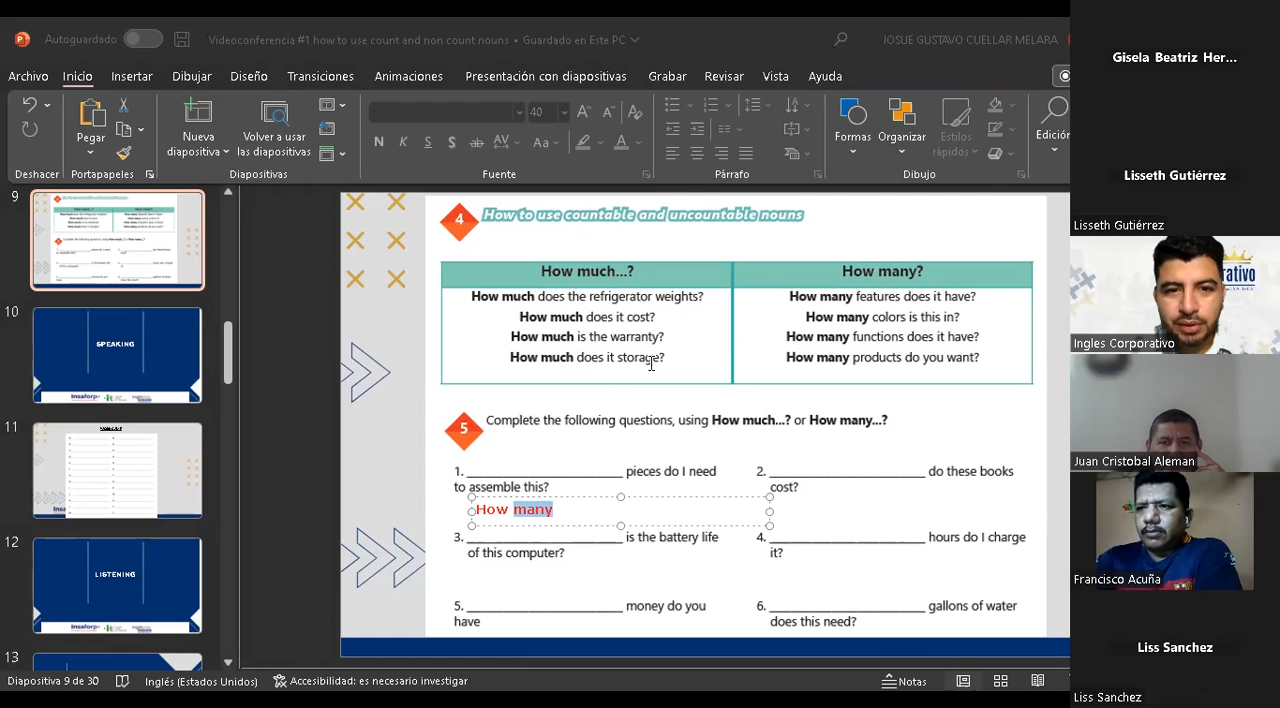 Autoguardado
Videoconferencia #1 how to use count and non count nouns • Guardado en Este PC
JOSUE GUSTAVO CUELLAR MELARA
Archivo Inicio Insertar Dibujar Diseño Transiciones Animaciones Presentación con diapositivas Grabar Revisar Vista Ayuda
Pegar
Nueva diapositiva
Volver a usar las diapositivas
40
N K S S ab AV Aa A
Formas Organizar Estilos rápidos Edición
Deshacer Portapapeles Diapositivas Fuente Párrafo Dibujo
9
10
SPEAKING
11
12
LISTENING
13
4 How to use countable and uncountable nouns
How much...? How many?
How much does the refrigerator weights? How many features does it have?
How much does it cost? How many colors is this in?
How much is the warranty? How many functions does it have?
How much does it storage? How many products do you want?
5 Complete the following questions, using How much...? or How many...?
1. ______________________ pieces do I need 2. ______________________ do these books
to assemble this? cost?
How many
3. ______________________ is the battery life 4. ______________________ hours do I charge
of this computer? it?
5. ______________________ money do you 6. ______________________ gallons of water
have does this need?
Diapositiva 9 de 30 Inglés (Estados Unidos) Accesibilidad: es necesario investigar Notas
Gisela Beatriz Her...
Lisseth Gutiérrez
Lisseth Gutiérrez
Ingles Corporativo
Juan Cristobal Aleman
Francisco Acuña
Liss Sanchez
Liss Sanchez